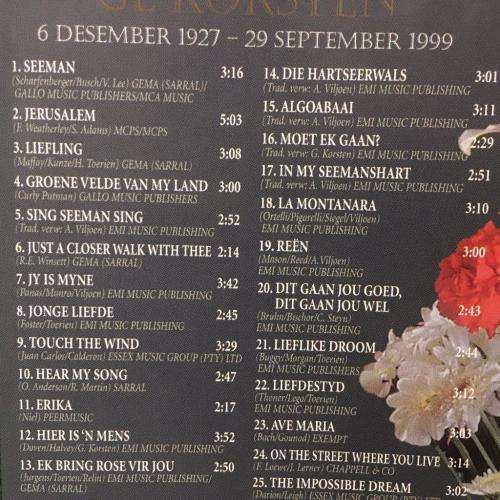 GÉ KORSTEN
6 DESEMBER 1927 – 29 SEPTEMBER 1999
1. SEEMAN 3:16
(Scharfenberger/Busch/V. Lee) GEMA (SARRAL)/
GALLO MUSIC PUBLISHERS/MCA MUSIC
2. JERUSALEM 5:03
(F. Weatherley/S. Adams) MCPS/MCPS
3. LIEFLING 3:08
(Maffoy/Kunze/H. Toerien) GEMA (SARRAL)
4. GROENE VELDE VAN MY LAND 3:00
(Curly Putman) GALLO MUSIC PUBLISHERS
5. SING SEEMAN SING 2:52
(Trad. verw: A. Viljoen) EMI MUSIC PUBLISHING
6. JUST A CLOSER WALK WITH THEE 2:14
(R.E. Winsett) GEMA (SARRAL)
7. JY IS MYNE 3:42
(Panas/Munro/Viljoen) EMI MUSIC PUBLISHING
8. JONGE LIEFDE 2:45
(Foster/Toerien) EMI MUSIC PUBLISHING
9. TOUCH THE WIND 3:29
(Juan Carlos/Calderon) ESSEX MUSIC GROUP (PTY) LTD
10. HEAR MY SONG 2:47
(O. Anderson/R. Martin) SARRAL
11. ERIKA 2:17
(Niel) PEERMUSIC
12. HIER IS 'N MENS 3:52
(Doven/Halvey/G. Korsten) EMI MUSIC PUBLISHING
13. EK BRING ROSE VIR JOU 2:50
(Jurgens/Toerien/Relin) EMI MUSIC PUBLISHING/
GEMA (SARRAL)
14. DIE HARTSEERWALS 3:01
(Trad. verw: A. Viljoen) EMI MUSIC PUBLISHING
15. ALGOABAAI 3:11
(Trad. verw: A. Viljoen) EMI MUSIC PUBLISHING
16. MOET EK GAAN? 2:29
(Trad. verw: G. Korsten) EMI MUSIC PUBLISHING
17. IN MY SEEMANSHART 2:51
(Trad. verw: A. Viljoen) EMI MUSIC PUBLISHING
18. LA MONTANARA 3:10
(Ortelli/Pigarelli/Siegel/Viljoen)
EMI MUSIC PUBLISHING
19. REËN 3:00
(Mason/Reed/A. Viljoen)
EMI MUSIC PUBLISHING
20. DIT GAAN JOU GOED,
DIT GAAN JOU WEL 2:43
(Bruhn/Bischor/C. Steyn)
EMI MUSIC PUBLISHING
21. LIEFLIKE DROOM 2:44
(Buggy/Morgan/Toerien)
EMI MUSIC PUBLISHERS
22. LIEFDESTYD 3:12
(Thoner/Lego/Toerien)
EMI MUSIC PUBLISHING
23. AVE MARIA 3:03
(Bach/Gounad) EXEMPT
24. ON THE STREET WHERE YOU LIVE 3:14
(F. Loewe/J. Lerner) CHAPPELL & CO
25. THE IMPOSSIBLE DREAM 3:02
(Darion/Leigh) ESSEX MUSIC GROUP (PTY) LTD